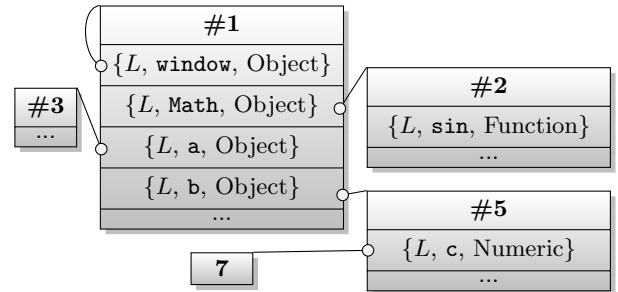 #1
{L, window, Object}
{L, Math, Object}
{L, a, Object}
{L, b, Object}
...
#3
...
#2
{L, sin, Function}
...
#5
{L, c, Numeric}
...
7